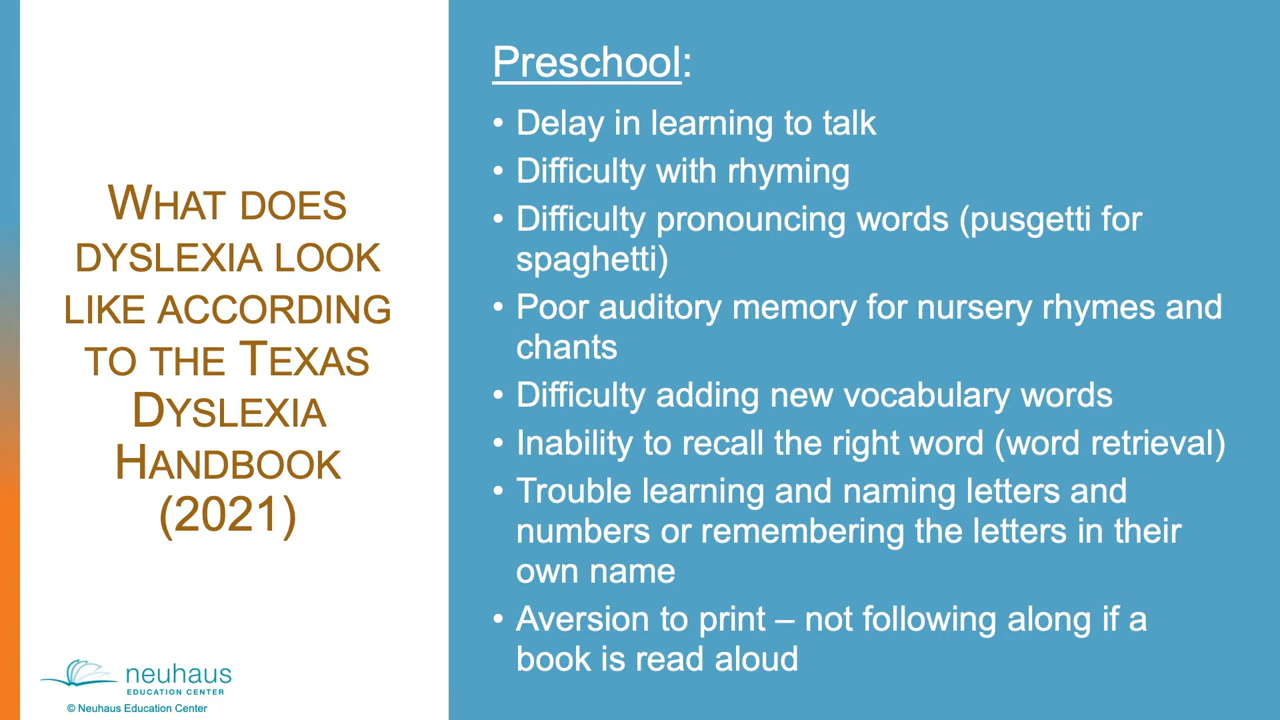 WHAT DOES
DYSLEXIA LOOK
LIKE ACCORDING
TO THE TEXAS
DYSLEXIA
HANDBOOK
(2021)
neuhaus
EDUCATION CENTER
© Neuhaus Education Center
Preschool:
• Delay in learning to talk
• Difficulty with rhyming
• Difficulty pronouncing words (pusgetti for
spaghetti)
• Poor auditory memory for nursery rhymes and
chants
• Difficulty adding new vocabulary words
• Inability to recall the right word (word retrieval)
• Trouble learning and naming letters and
numbers or remembering the letters in their
own name
• Aversion to print – not following along if a
book is read aloud